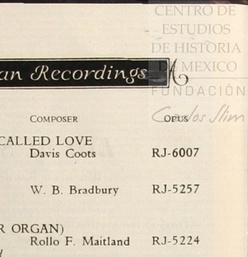 CENTRO DE
ESTUDIOS
DE HISTORIA
DE MEXICO
FUNDACIÓN
Carlos Slim
an Recordings
COMPOSER OPUS
CALLED LOVE
Davis Coots RJ-6007
W. B. Bradbury RJ-5257
R ORGAN)
Rollo F. Maitland RJ-5224